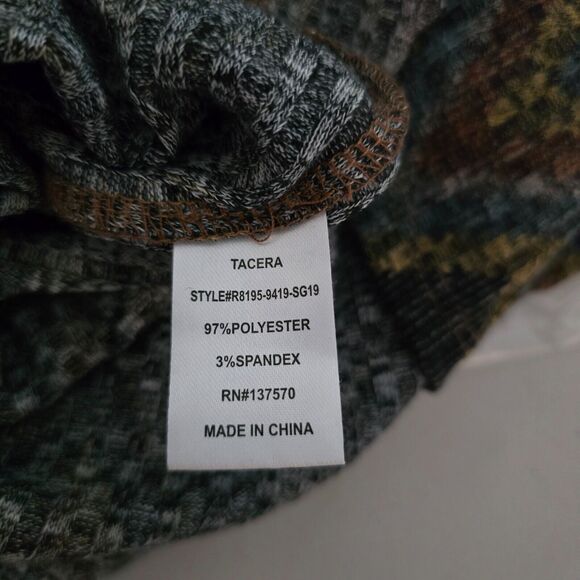 TACERA
STYLE#R8195-9419-SG19
97%POLYESTER
3%SPANDEX
RN#137570
MADE IN CHINA